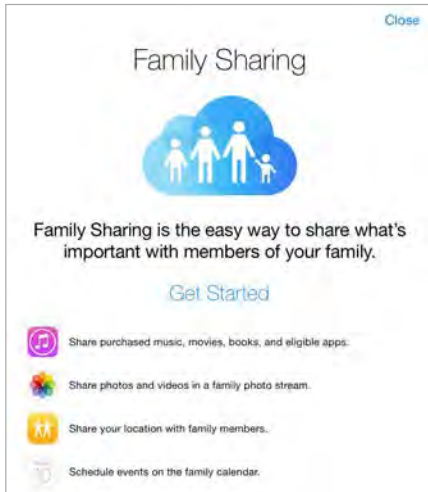 Close
Family Sharing
Family Sharing is the easy way to share what's
important with members of your family.
Get Started
Share purchased music, movies, books, and eligible apps.
Share photos and videos in a family photo stream.
Share your location with family members.
Schedule events on the family calendar.